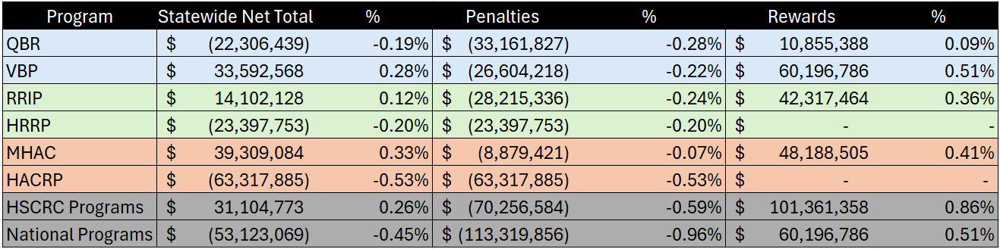 Program Statewide Net Total % Penalties % Rewards %
QBR $ (22,306,439) -0.19% $ (33,161,827) -0.28% $ 10,855,388 0.09%
VBP $ 33,592,568 0.28% $ (26,604,218) -0.22% $ 60,196,786 0.51%
RRIP $ 14,102,128 0.12% $ (28,215,336) -0.24% $ 42,317,464 0.36%
HRRP $ (23,397,753) -0.20% $ (23,397,753) -0.20% $ - -
MHAC $ 39,309,084 0.33% $ (8,879,421) -0.07% $ 48,188,505 0.41%
HACRP $ (63,317,885) -0.53% $ (63,317,885) -0.53% $ - -
HSCRC Programs $ 31,104,773 0.26% $ (70,256,584) -0.59% $ 101,361,358 0.86%
National Programs $ (53,123,069) -0.45% $ (113,319,856) -0.96% $ 60,196,786 0.51%